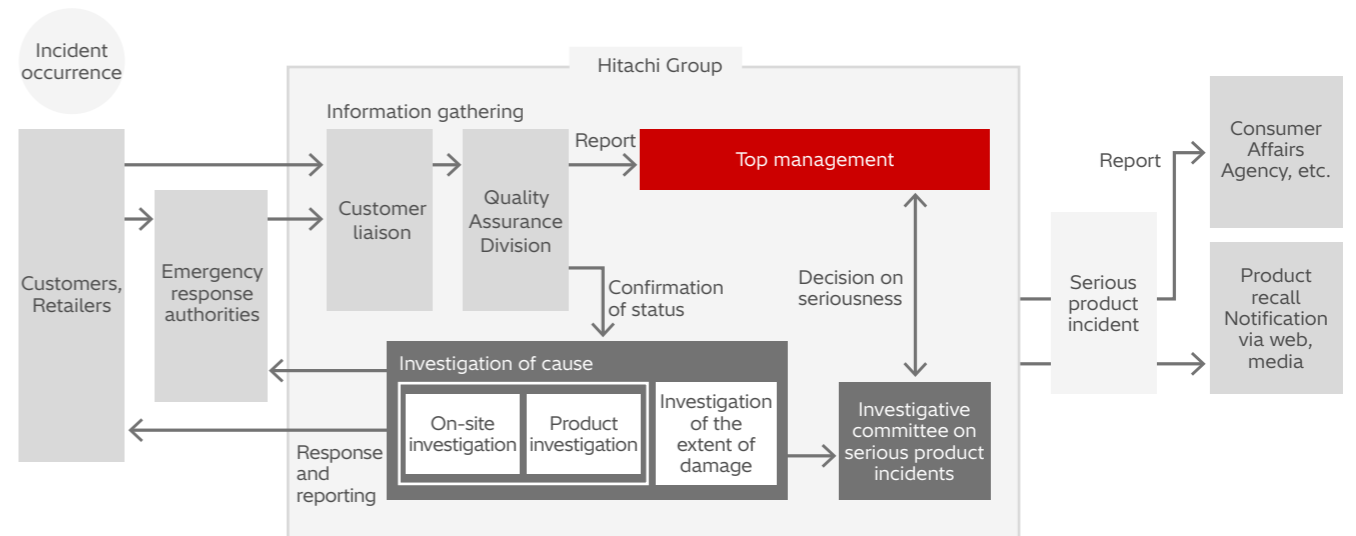 Incident
occurrence
Hitachi Group
Information gathering
Report
Top management
Customer
liaison
Quality
Assurance
Division
Customers,
Retailers
Emergency
response
authorities
Confirmation
of status
Decision on
seriousness
Investigation of cause
On-site
investigation
Product
investigation
Investigation
of the
extent of
damage
Response
and
reporting
Investigative
committee on
serious product
incidents
Serious
product
incident
Report
Consumer
Affairs
Agency, etc.
Product
recall
Notification
via web,
media